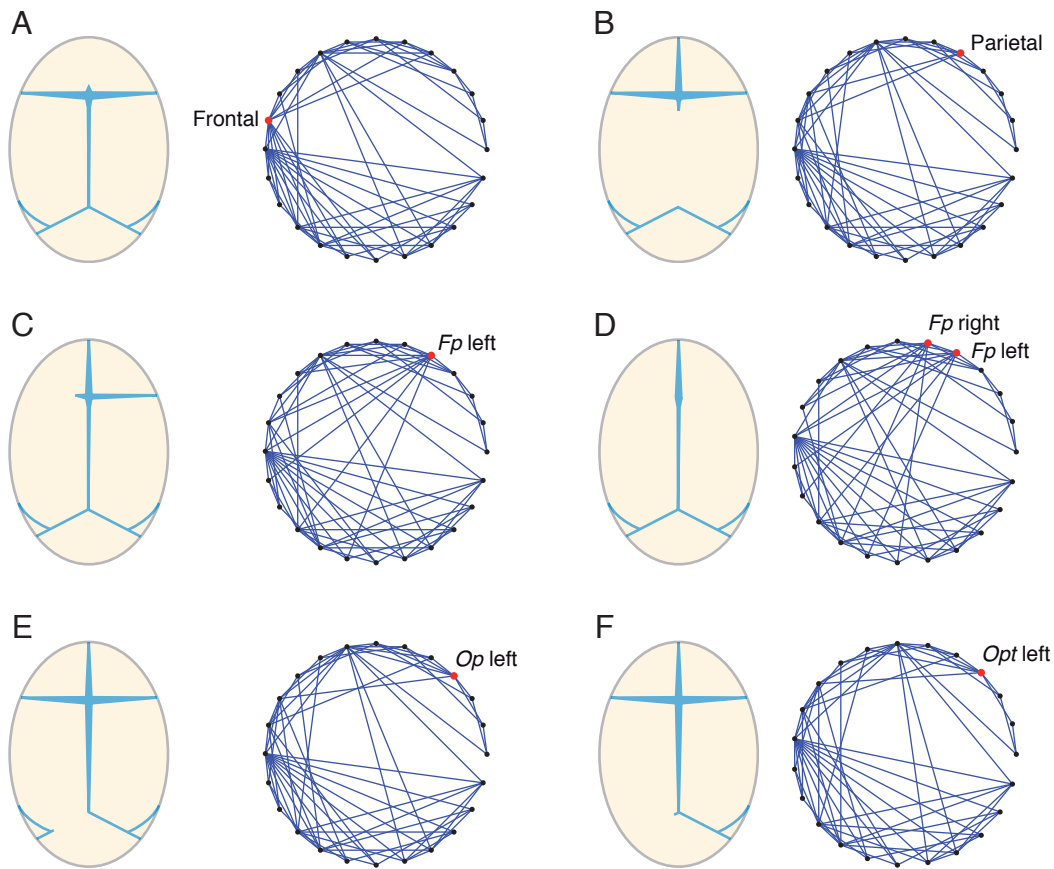 A
B
Frontal
Parietal
C
D
Fp left
Fp right
Fp left
E
F
Op left
Opt left